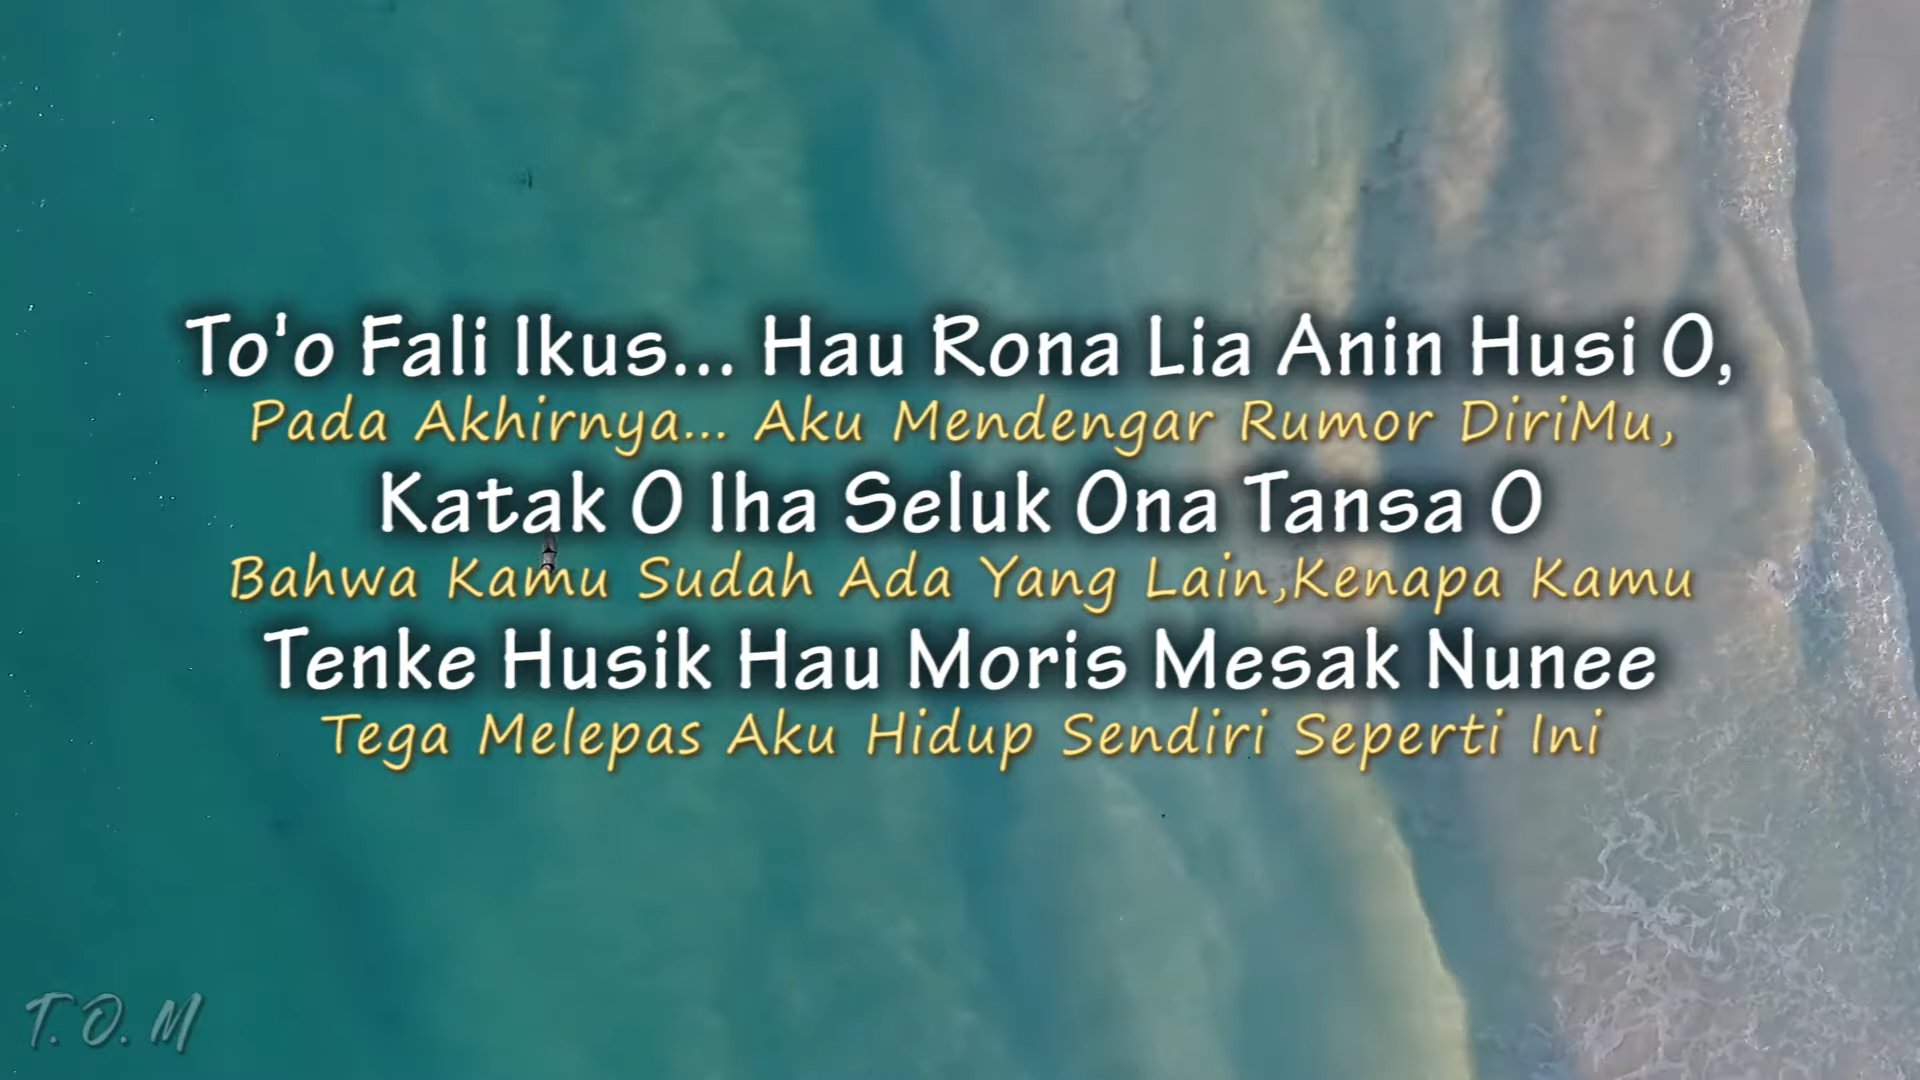 To'o Fali Ikus... Hau Rona Lia Anin Husi O,
Pada Akhirnya... Aku Mendengar Rumor DiriMu,
Katak O Iha Seluk Ona Tansa O
Bahwa Kamu Sudah Ada Yang Lain,Kenapa Kamu
Tenke Husik Hau Moris Mesak Nunee
Tega Melepas Aku Hidup Sendiri Seperti Ini
T. O. M